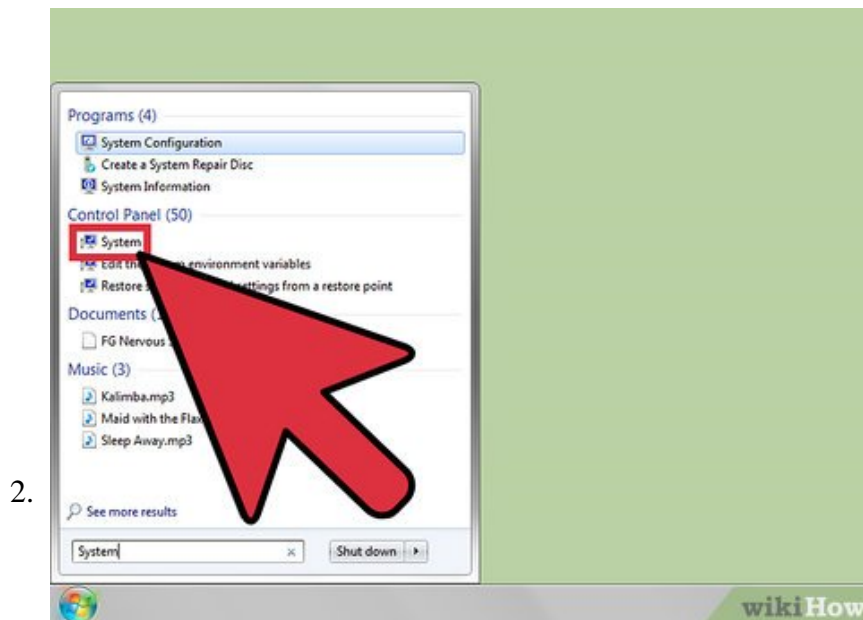 Programs (4)
System Configuration
Create a System Repair Disc
System Information
Control Panel (50)
System
Edit the environment variables
Restore settings from a restore point
Documents (
FG Nervous
Music (3)
Kalimba.mp3
Maid with the
Sleep Away.mp3
2.
See more results
System
Shut down
wikiHow